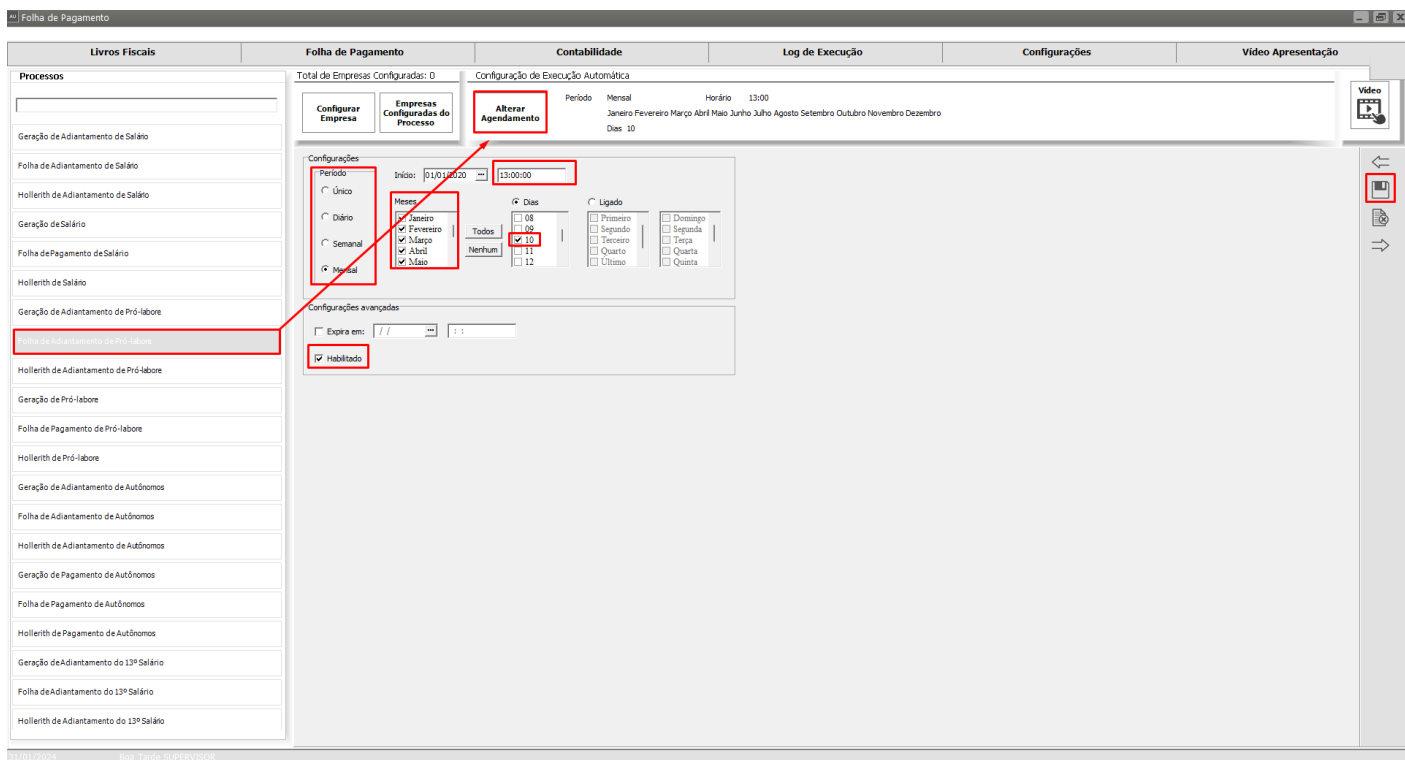 AU Folha de Pagamento
Livros Fiscais
Folha de Pagamento
Contabilidade
Log de Execução
Configurações
Vídeo Apresentação
Processos
Geração de Adiantamento de Salário
Folha de Adiantamento de Salário
Hollerith de Adiantamento de Salário
Geração de Salário
Folha de Pagamento de Salário
Hollerith de Salário
Geração de Adiantamento de Pró-labore
Folha de Adiantamento de Pró-labore
Hollerith de Adiantamento de Pró-labore
Geração de Pró-labore
Folha de Pagamento de Pró-labore
Hollerith de Pró-labore
Geração de Adiantamento de Autônomos
Folha de Adiantamento de Autônomos
Hollerith de Adiantamento de Autônomos
Geração de Pagamento de Autônomos
Folha de Pagamento de Autônomos
Hollerith de Pagamento de Autônomos
Geração de Adiantamento do 13º Salário
Folha de Adiantamento do 13º Salário
Hollerith de Adiantamento do 13º Salário
Total de Empresas Configuradas: 0
Configurar
Empresa
Empresas
Configuradas do
Processo
Configuração de Execução Automática
Alterar
Agendamento
Período Mensal Horário 13:00
Janeiro Fevereiro Março Abril Maio Junho Julho Agosto Setembro Outubro Novembro Dezembro
Dias 10
Vídeo
Configurações
Período
Único
Diário
Semanal
Mensal
Início: 01/01/2020 ... 13:00:00
Meses
Janeiro
Fevereiro
Março
Abril
Maio
Todos
Nenhum
Dias
08
09
10
11
12
Ligado
Primeiro
Segundo
Terceiro
Quarto
Último
Domingo
Segunda
Terça
Quarta
Quinta
Configurações avançadas
Expira em: / / ... : :
Habilitado
31/01/2024 Boa Tarde SUPERVISOR